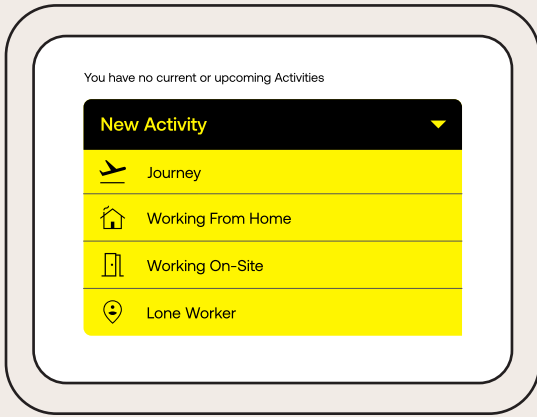 You have no current or upcoming Activities
New Activity
Journey
Working From Home
Working On-Site
Lone Worker